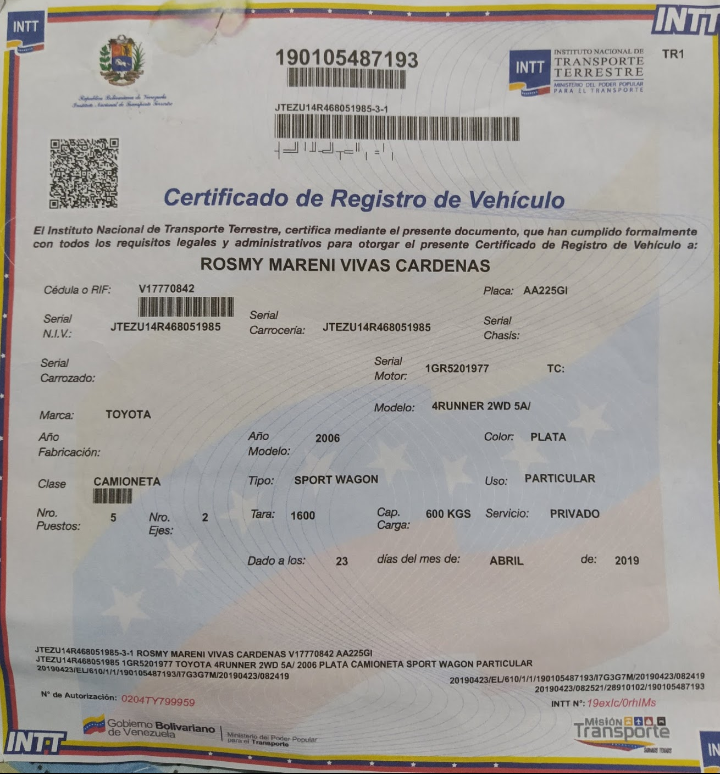 INTT
INTT
190105487193
INTT
INSTITUTO NACIONAL DE
TRANSPORTE
TERRESTRE
MINISTERIO DEL PODER POPULAR
PARA EL TRANSPORTE
TR1
República Bolivariana de Venezuela
Instituto Nacional de Transporte Terrestre
JTEZU14R468051985-3-1
Certificado de Registro de Vehículo
El Instituto Nacional de Transporte Terrestre, certifica mediante el presente documento, que han cumplido formalmente
con todos los requisitos legales y administrativos para otorgar el presente Certificado de Registro de Vehículo a:
ROSMY MARENI VIVAS CARDENAS
Cédula o RIF: V17770842 Placa: AA225GI
Serial N.I.V.: JTEZU14R468051985 Serial Carrocería: JTEZU14R468051985 Serial Chasis:
Serial Carrozado: Serial Motor: 1GR5201977 TC:
Marca: TOYOTA Modelo: 4RUNNER 2WD 5A/
Año Fabricación: Año Modelo: 2006 Color: PLATA
Clase CAMIONETA Tipo: SPORT WAGON Uso: PARTICULAR
Nro. Puestos: 5 Nro. Ejes: 2 Tara: 1600 Cap. Carga: 600 KGS Servicio: PRIVADO
Dado a los: 23 días del mes de: ABRIL de: 2019
JTEZU14R468051985-3-1 ROSMY MARENI VIVAS CARDENAS V17770842 AA225GI
JTEZU14R468051985 1GR5201977 TOYOTA 4RUNNER 2WD 5A/ 2006 PLATA CAMIONETA SPORT WAGON PARTICULAR
20190423/EL/610/1/1/190105487193/I7G3G7M/20190423/082419
20190423/EL/610/1/1/190105487193/I7G3G7M/20190423/082419
20190423/082521/28910102/190105487193
N° de Autorización: 0204TY799959
INTT N°: 19exIc/0rhIMs
INTT
Gobierno Bolivariano
de Venezuela
Ministerio del Poder Popular
para el Transporte
Misión
Transporte
IN